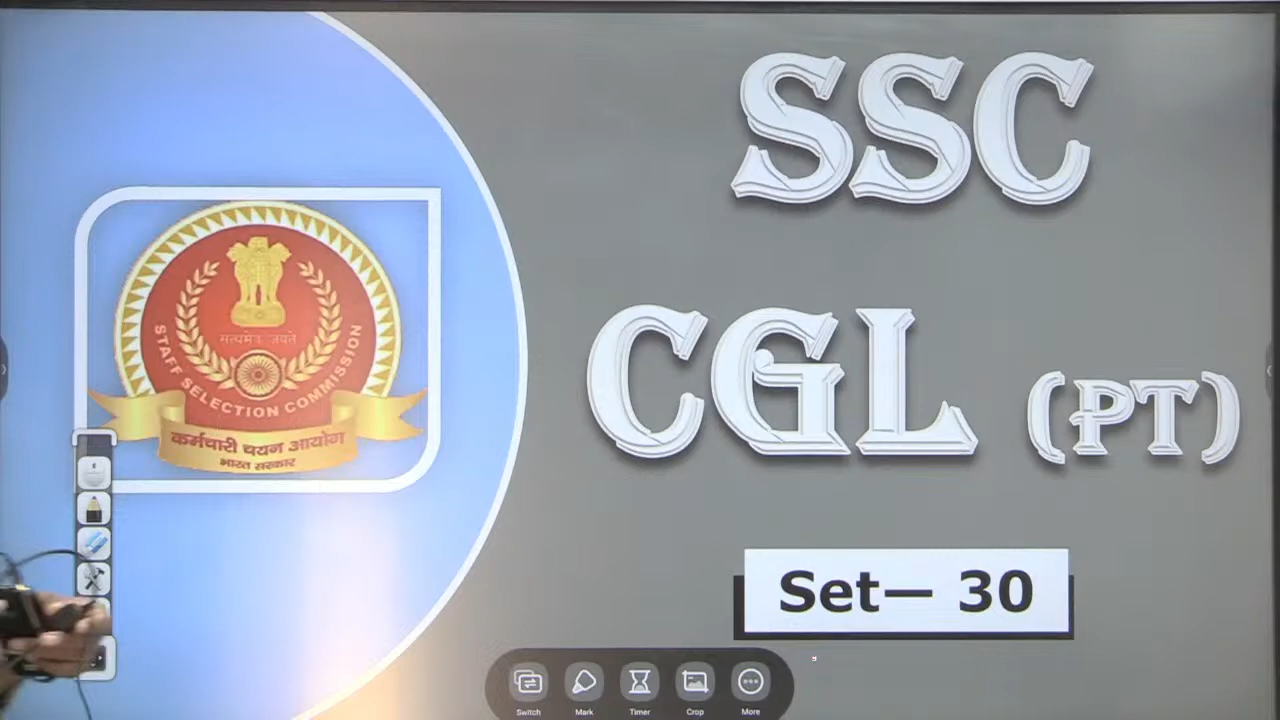 SSC
CGL (PT)
Set— 30
सत्यमेव जयते
STAFF SELECTION COMMISSION
कर्मचारी चयन आयोग
भारत सरकार
Switch Mark Timer Crop More